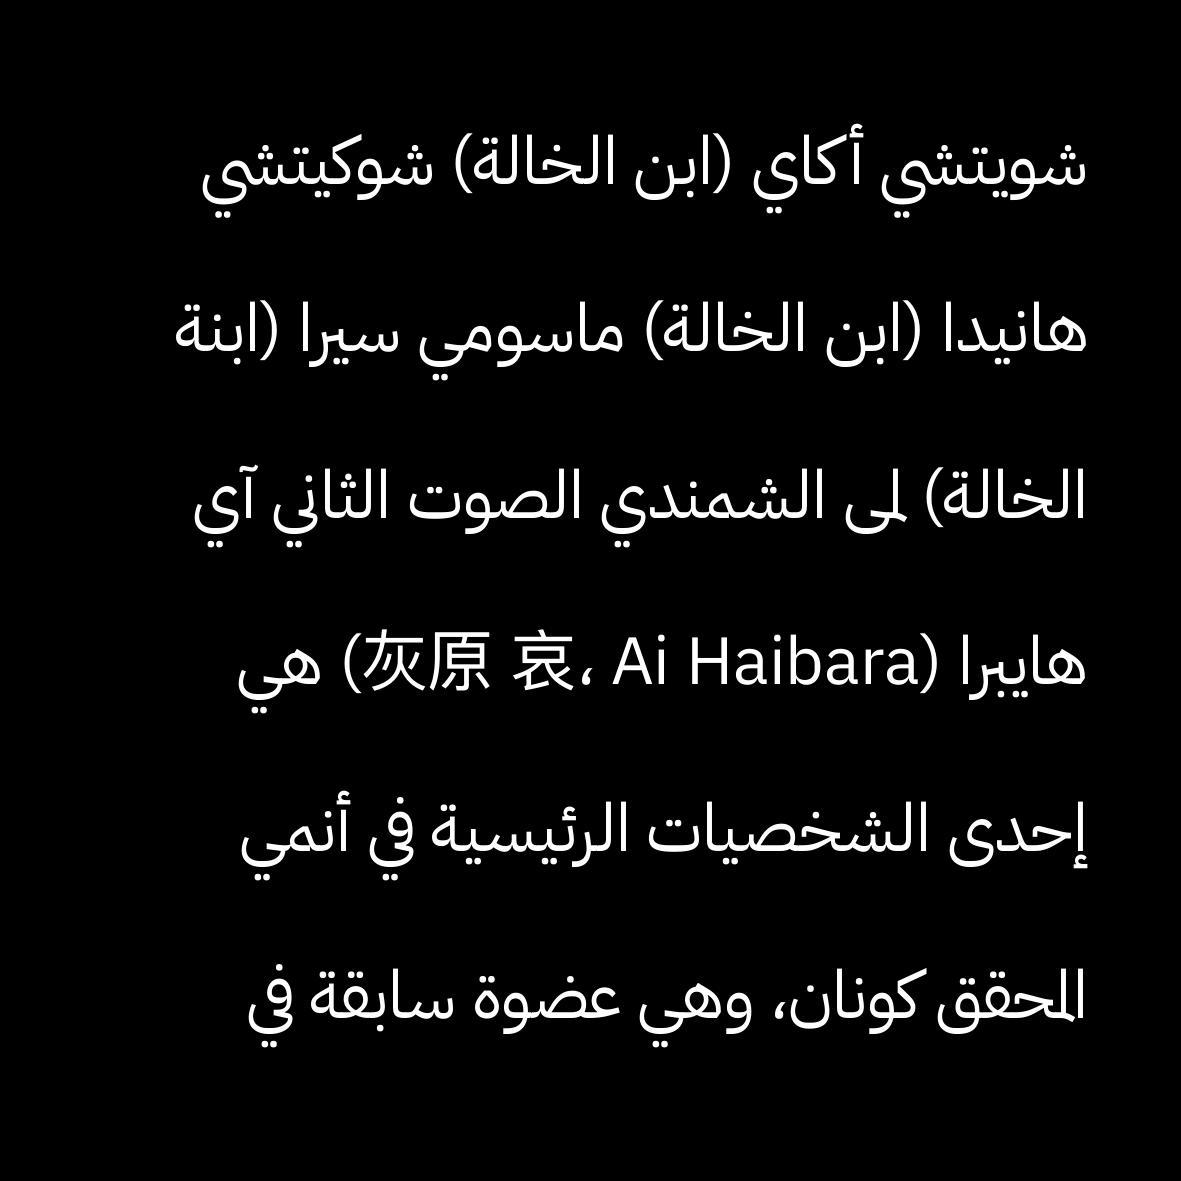 شويتشي أكاي (ابن الخالة) شوكيتشي
هانيدا (ابن الخالة) ماسومي سيرا (ابنة
الخالة) لمى الشمندي الصوت الثاني آي
هايبرا (灰原 哀، Ai Haibara) هي
إحدى الشخصيات الرئيسية في أنمي
المحقق كونان، وهي عضوة سابقة في